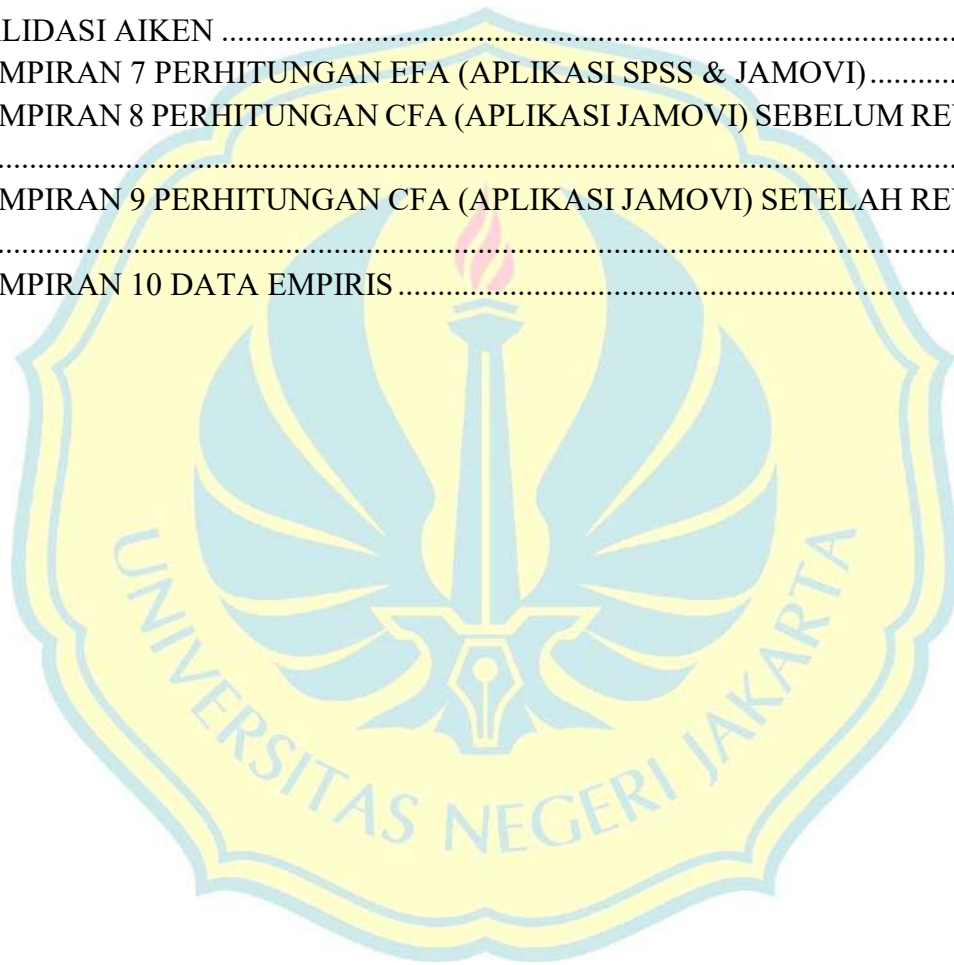 LIDASI AIKEN ........................................................................................
MPIRAN 7 PERHITUNGAN EFA (APLIKASI SPSS & JAMOVI) ...........
MPIRAN 8 PERHITUNGAN CFA (APLIKASI JAMOVI) SEBELUM RE
........................................................................................................................
MPIRAN 9 PERHITUNGAN CFA (APLIKASI JAMOVI) SETELAH RE
........................................................................................................................
MPIRAN 10 DATA EMPIRIS .....................................................................
UNIVERSITAS NEGERI JAKARTA